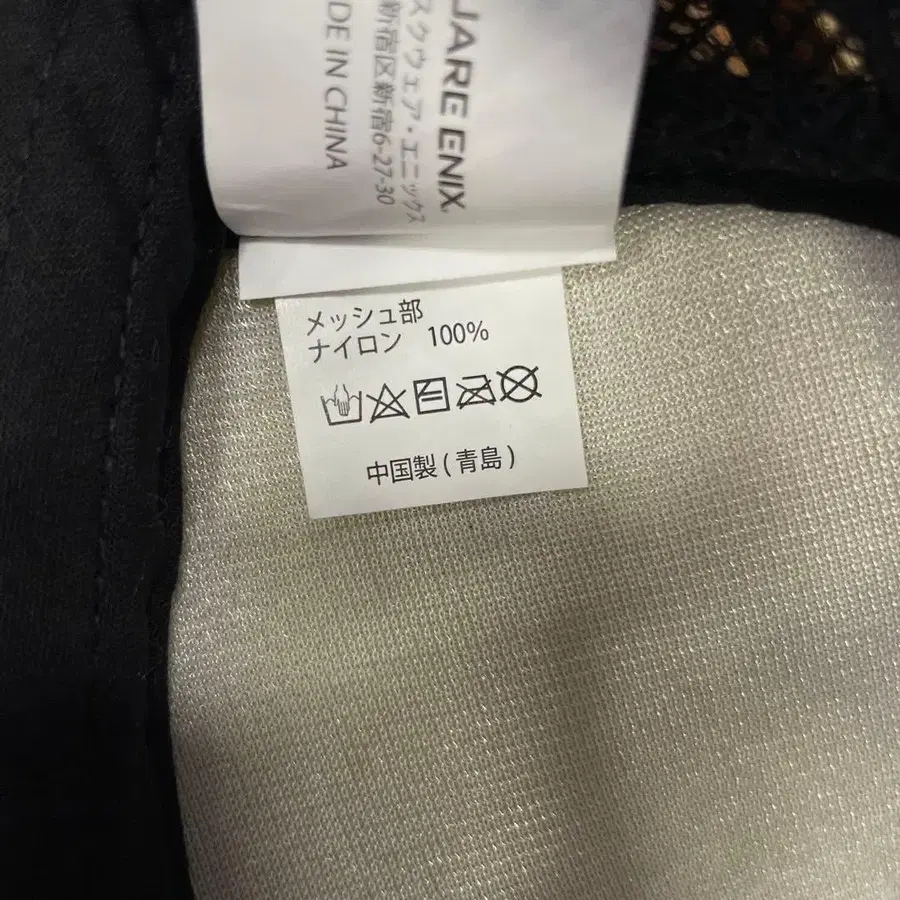 UARE ENIX
スクウェア・エニックス
新宿区新宿6-27-30
DE IN CHINA
メッシュ部
ナイロン 100%
中国製 ( 青島 )